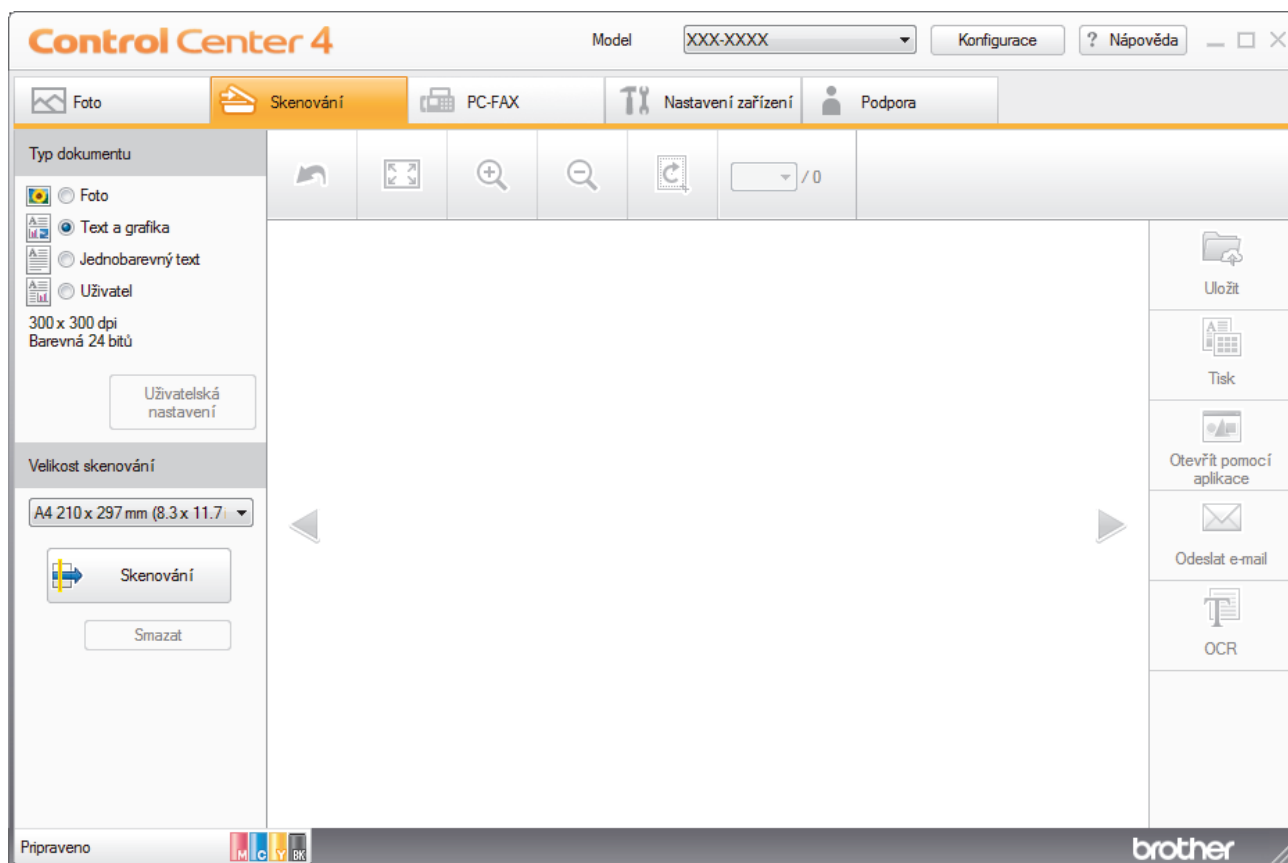 Control Center 4
Model
XXX-XXXX
Konfigurace
? Nápověda
Foto
Skenování
PC-FAX
Nastavení zařízení
Podpora
Typ dokumentu
Foto
Text a grafika
Jednobarevný text
Uživatel
300 x 300 dpi
Barevná 24 bitů
Uživatelská
nastavení
Velikost skenování
A4 210 x 297 mm (8.3 x 11.7
Skenování
Smazat
/ 0
Uložit
Tisk
Otevřít pomocí
aplikace
Odeslat e-mail
OCR
Pripraveno
M C Y BK
brother